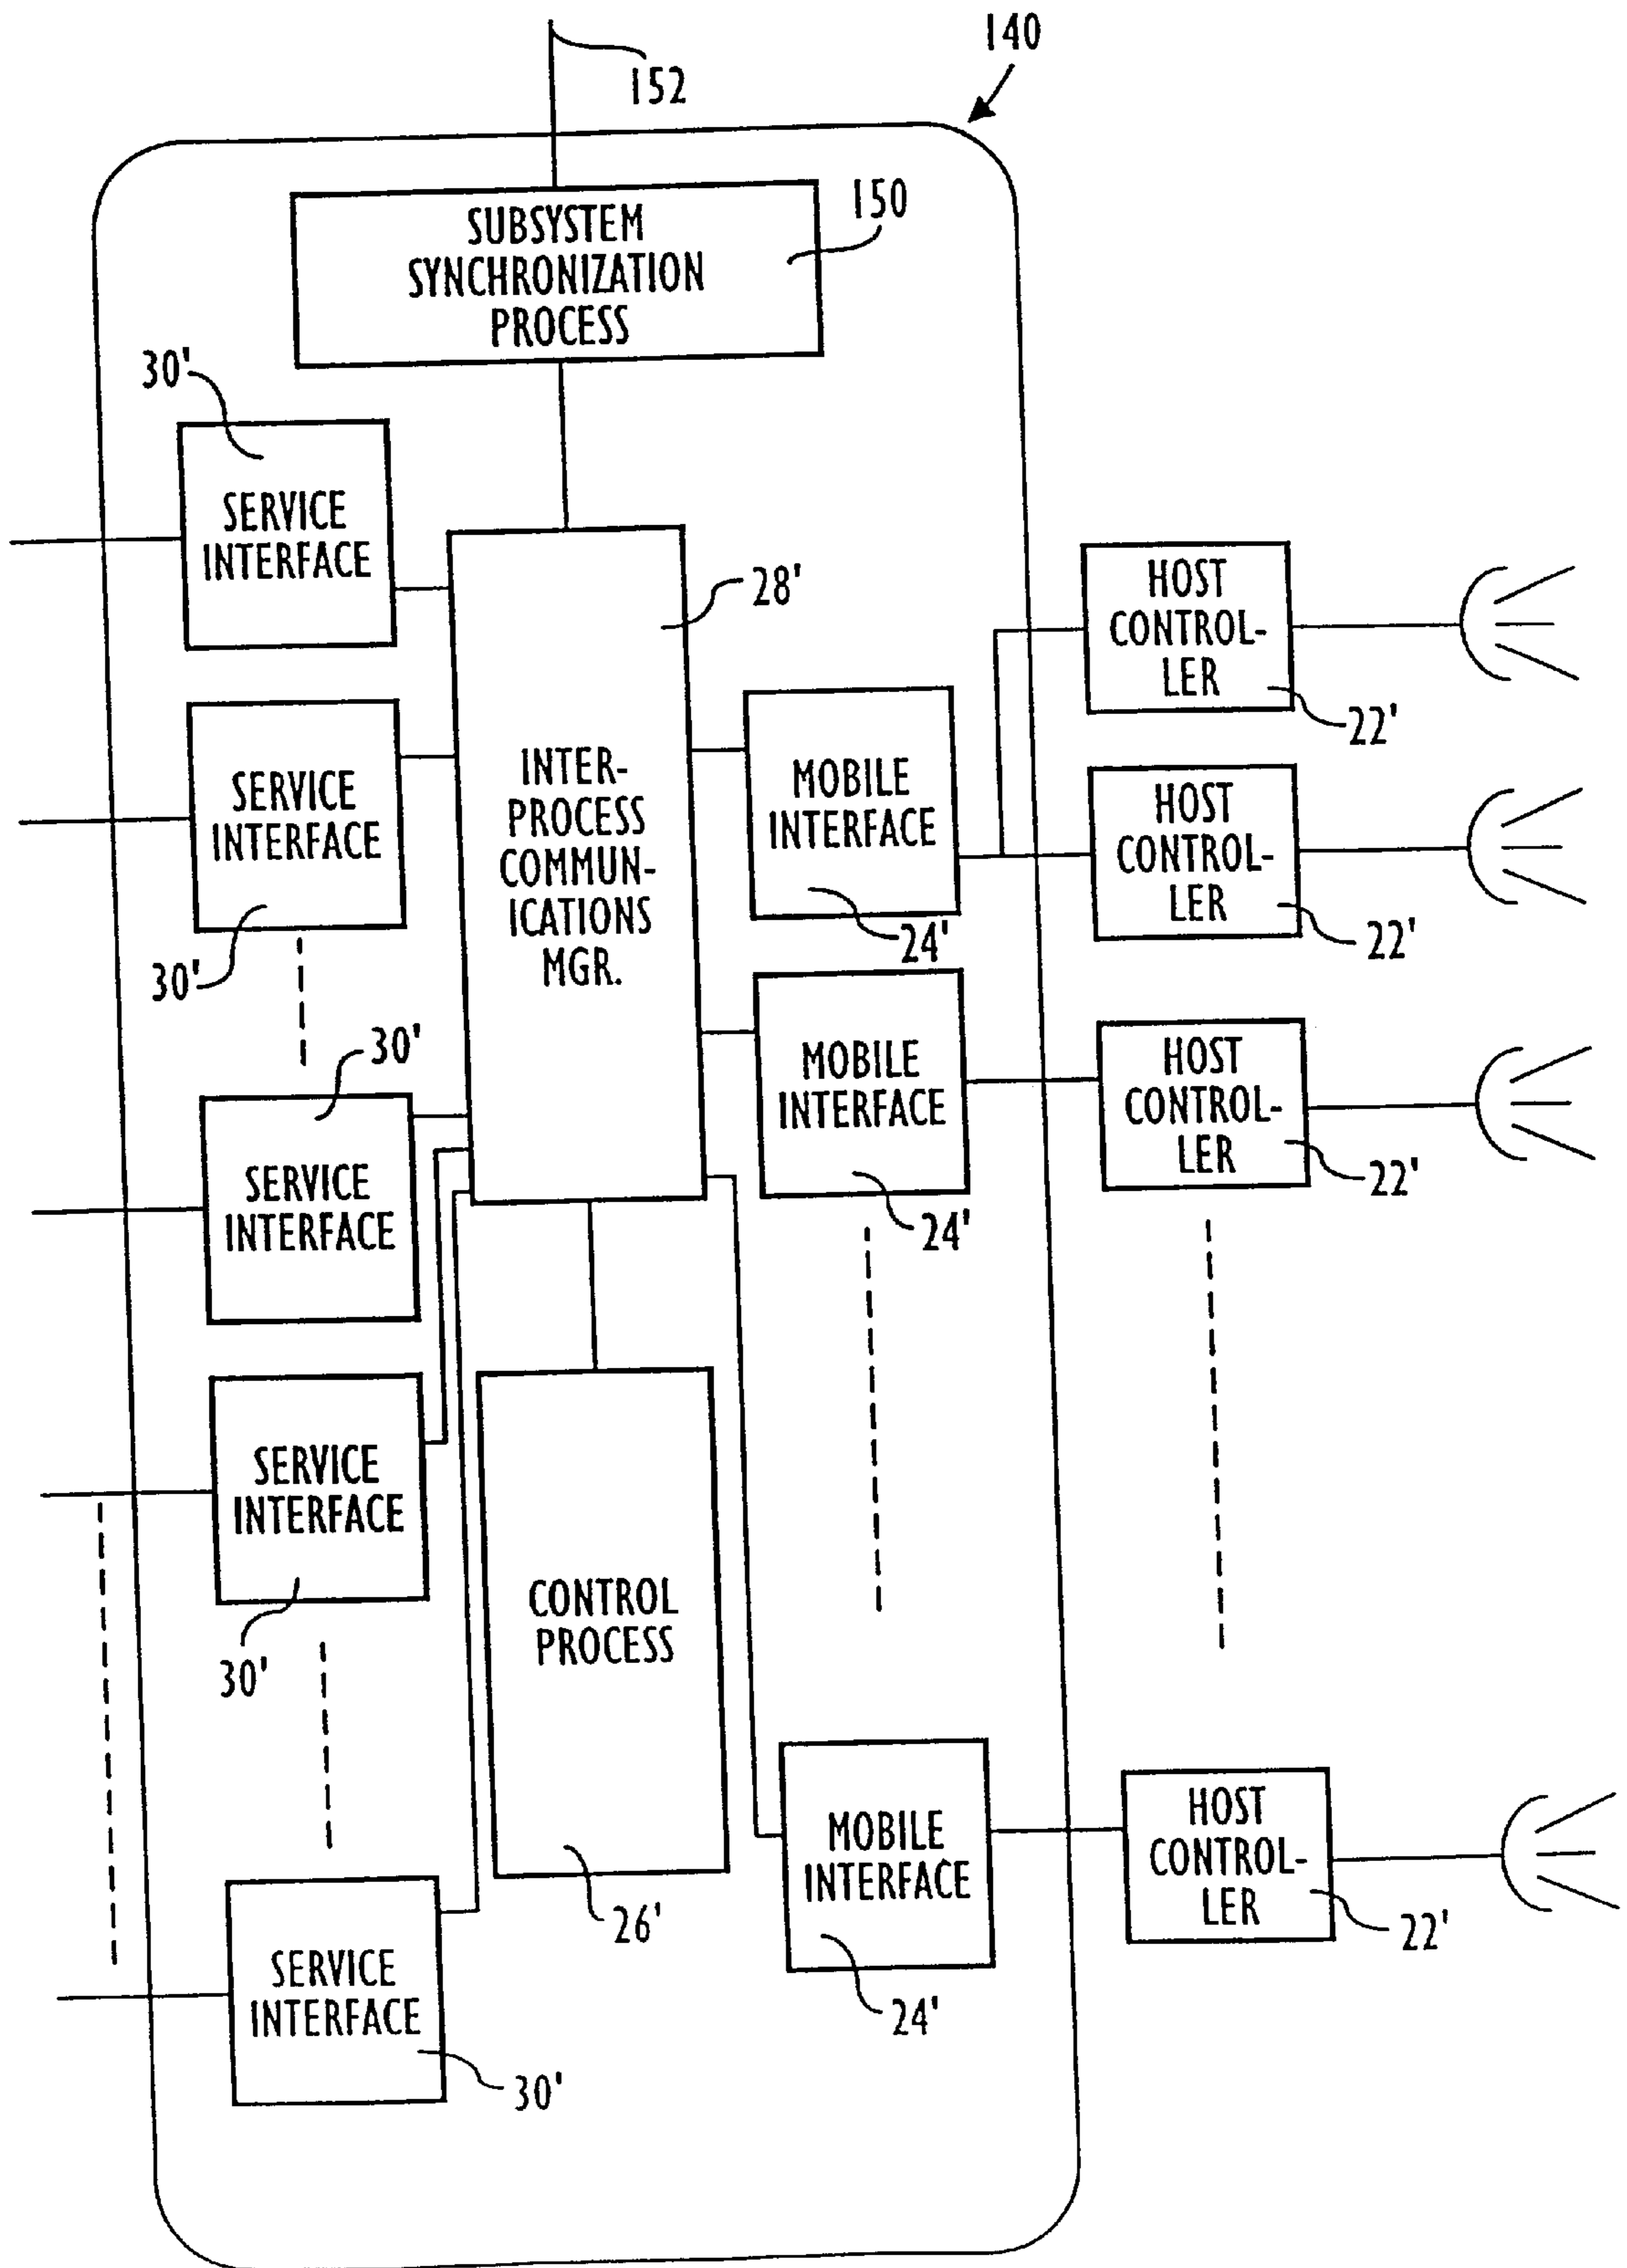 140
152
150
SUBSYSTEM
SYNCHRONIZATION
PROCESS
30'
SERVICE
INTERFACE
28'
HOST
CONTROL-
LER
22'
SERVICE
INTERFACE
30'
INTER-
PROCESS
COMMUN-
ICATIONS
MGR.
MOBILE
INTERFACE
24'
HOST
CONTROL-
LER
22'
30'
SERVICE
INTERFACE
MOBILE
INTERFACE
24'
HOST
CONTROL-
LER
22'
SERVICE
INTERFACE
30'
CONTROL
PROCESS
26'
MOBILE
INTERFACE
24'
HOST
CONTROL-
LER
22'
SERVICE
INTERFACE
30'